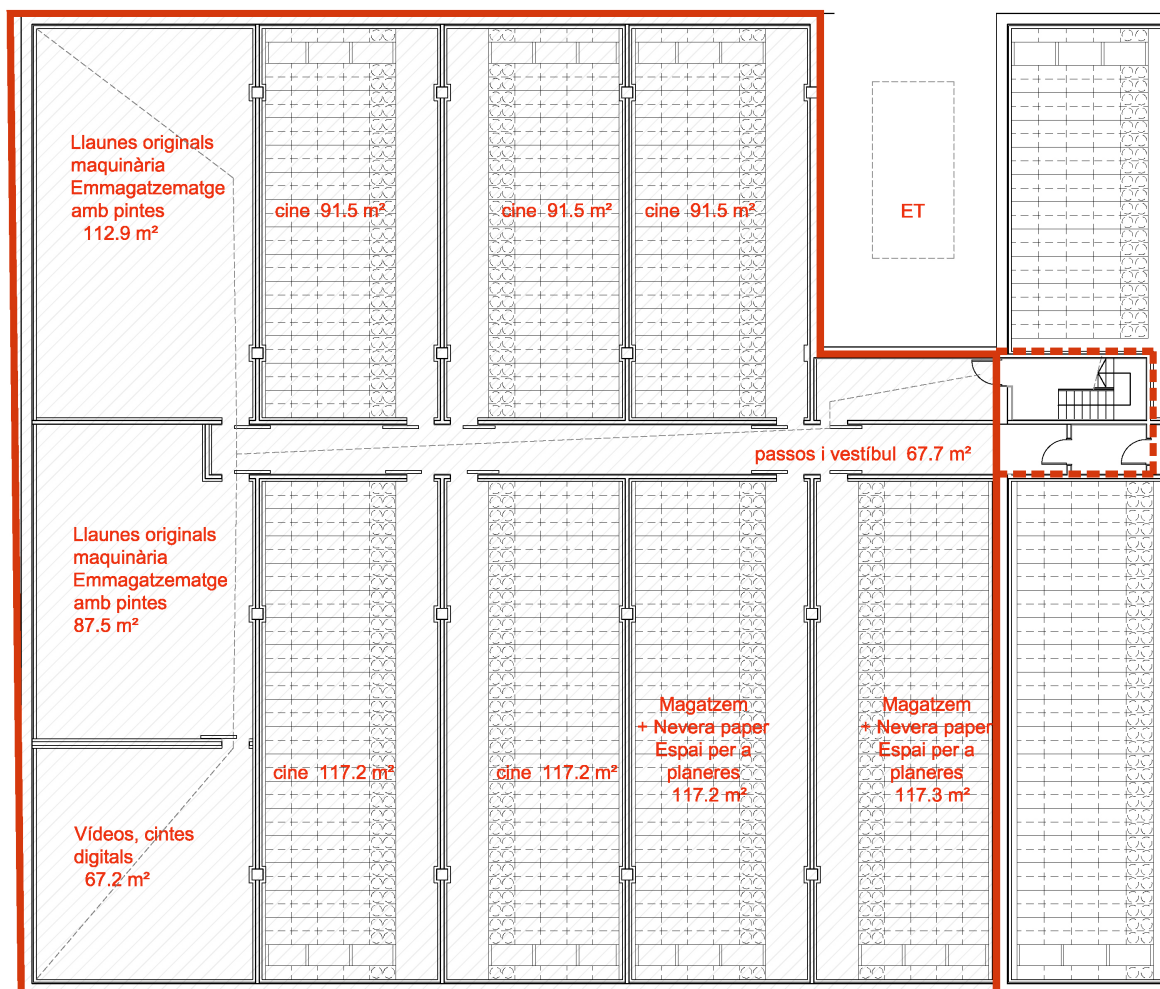 Llaunes originals
maquinària
Emmagatzematge
amb pintes
112.9 m²
cine 91.5 m²
cine 91.5 m²
cine 91.5 m²
ET
passos i vestíbul 67.7 m²
Llaunes originals
maquinària
Emmagatzematge
amb pintes
87.5 m²
Vídeos, cintes
digitals
67.2 m²
cine 117.2 m²
cine 117.2 m²
Magatzem
+ Nevera paper
Espai per a
planeres
117.2 m²
Magatzem
+ Nevera paper
Espai per a
planeres
117.3 m²